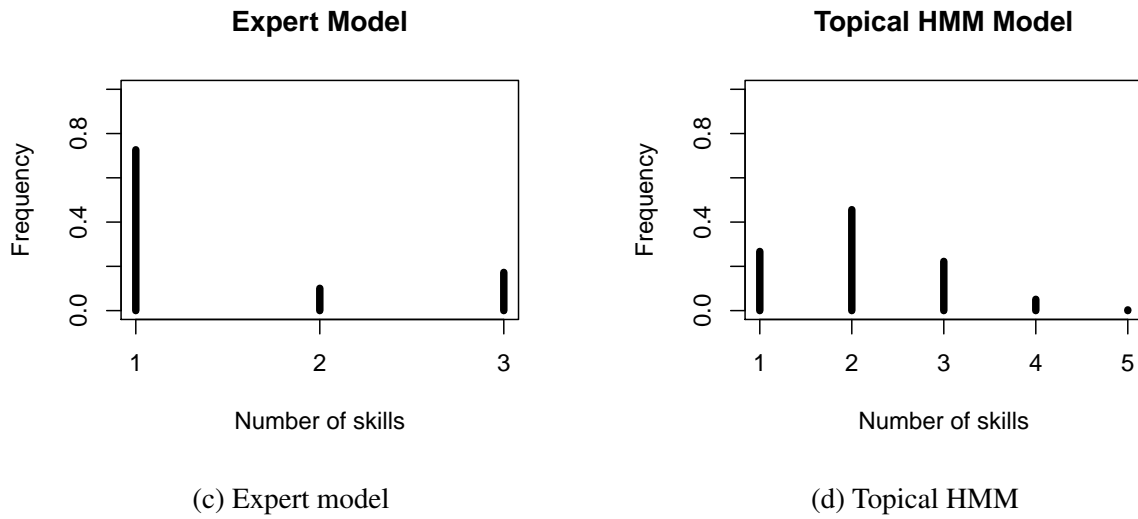 Expert Model
Frequency
0.0 0.4 0.8
1 2 3
Number of skills
(c) Expert model
Topical HMM Model
Frequency
0.0 0.4 0.8
1 2 3 4 5
Number of skills
(d) Topical HMM